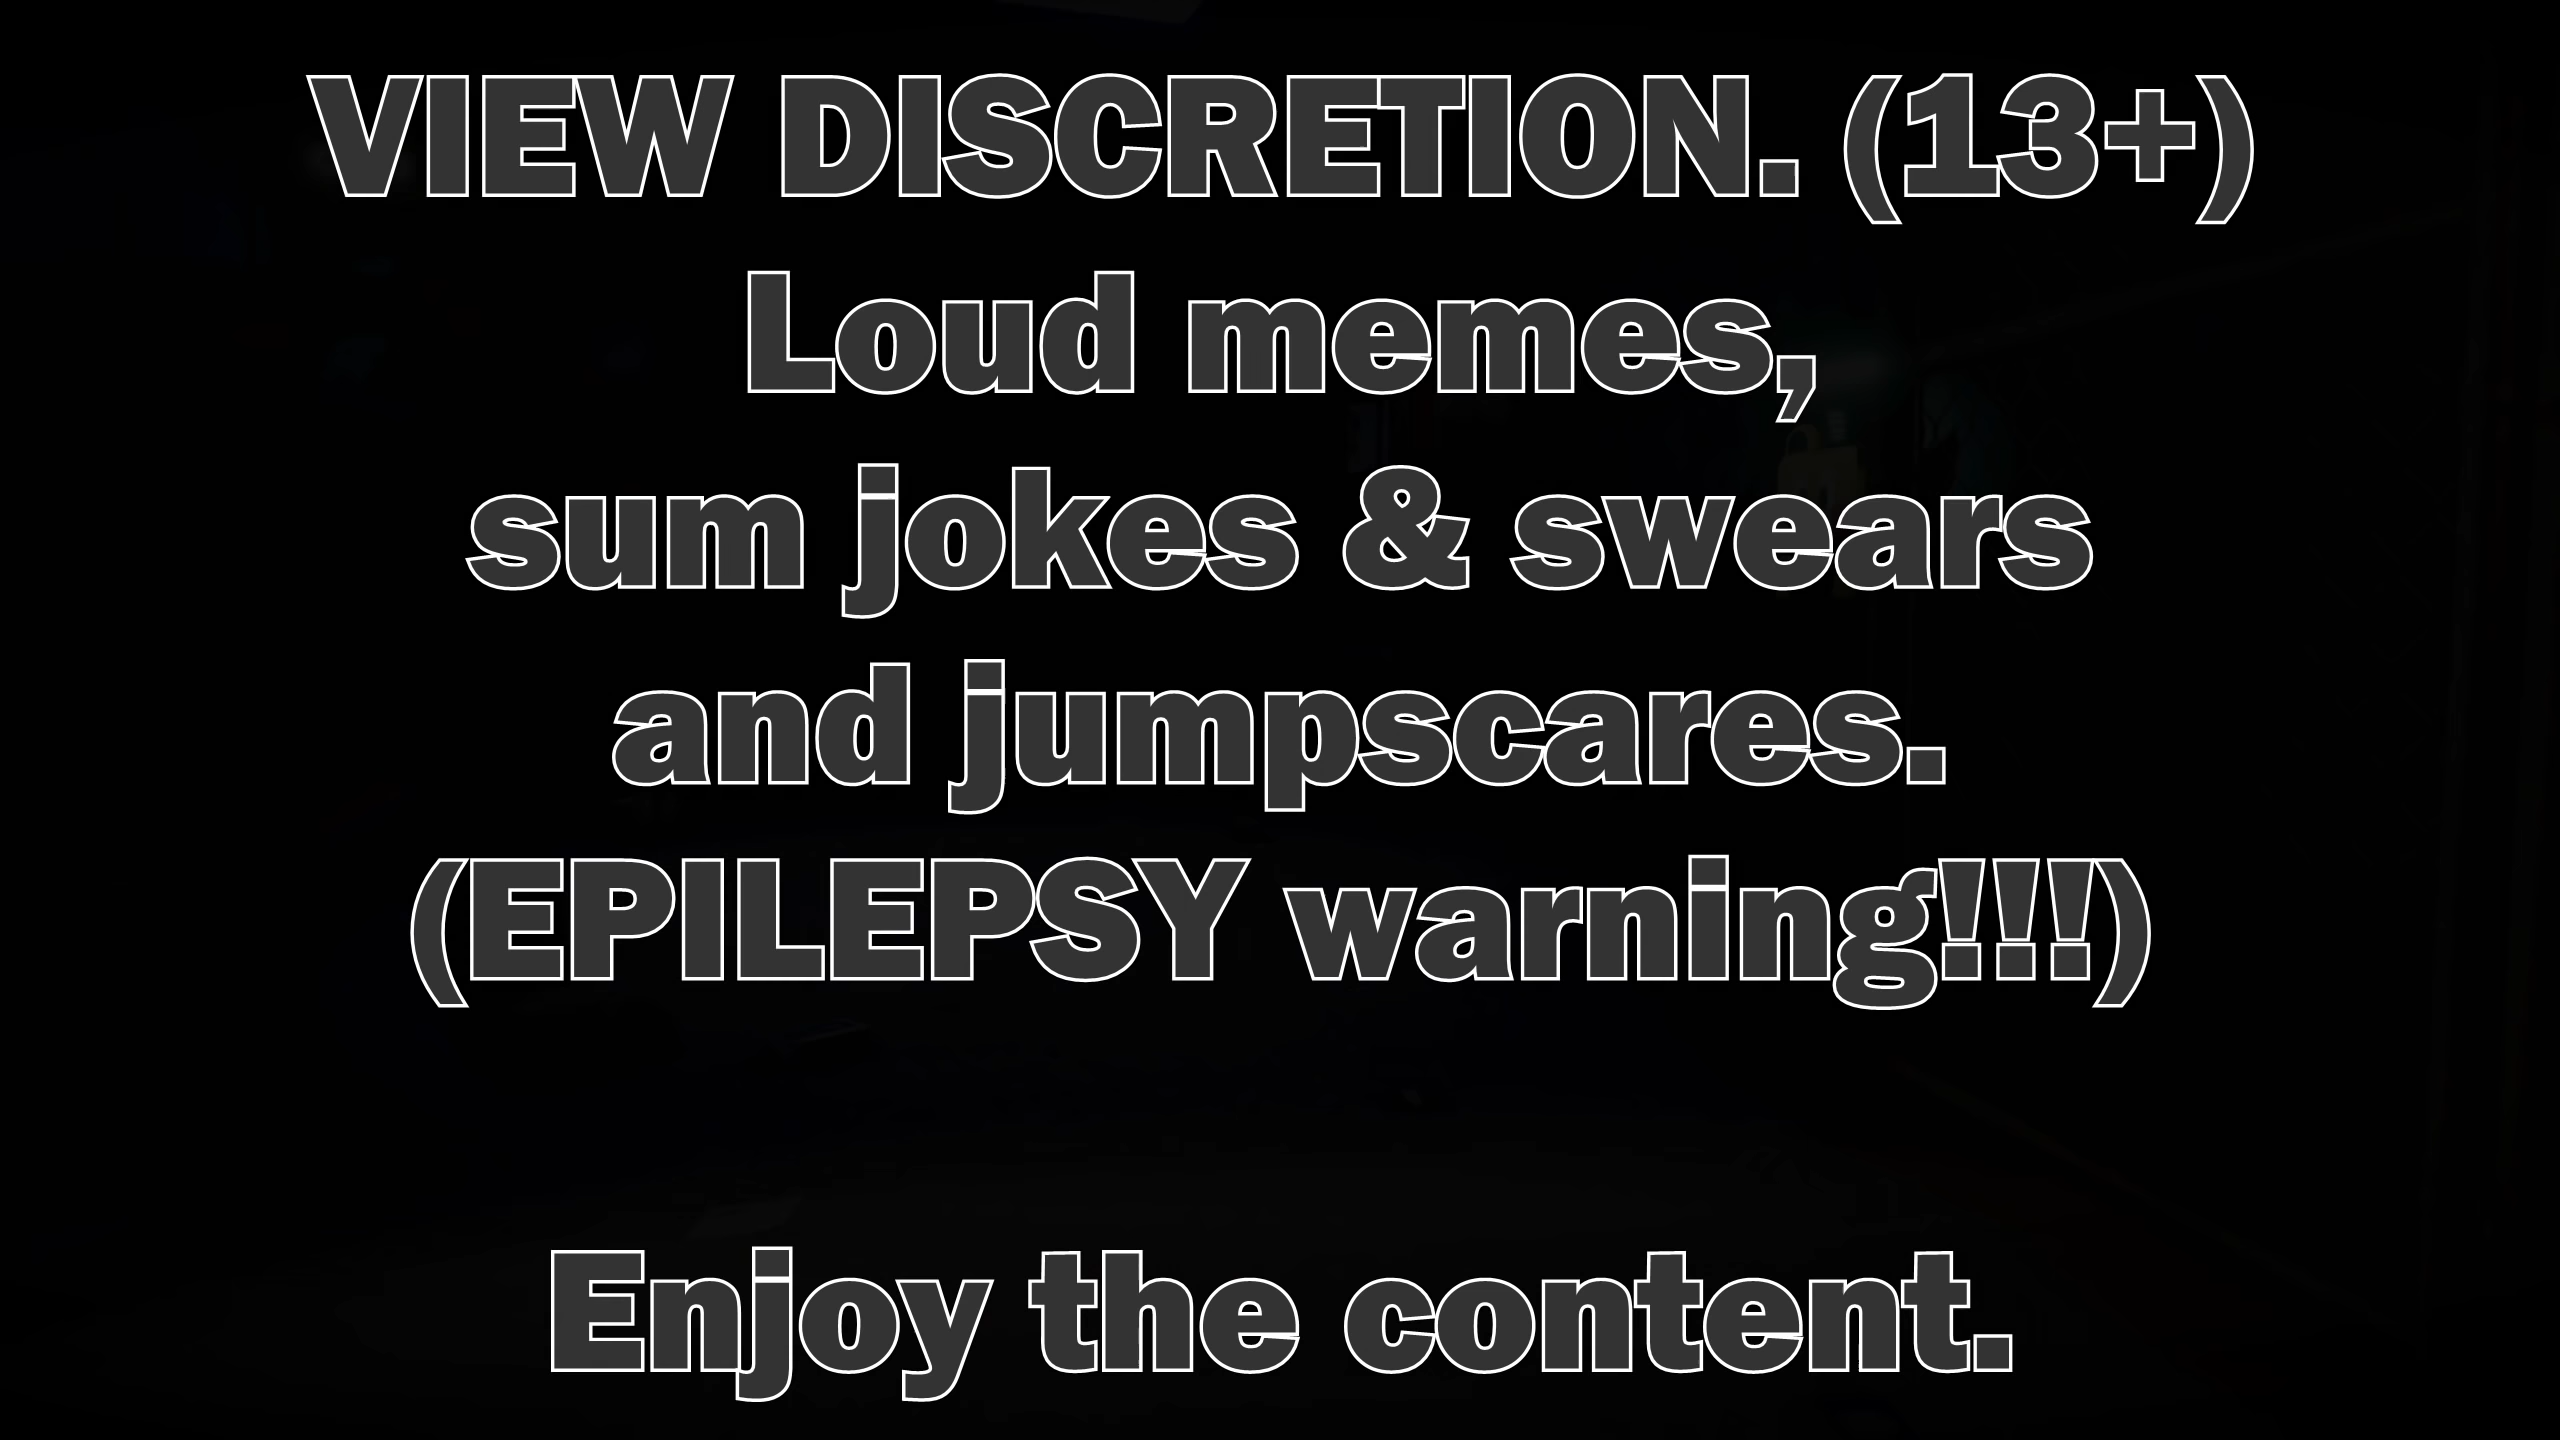 VIEW DISCRETION. (13+)
Loud memes,
sum jokes & swears
and jumpscares.
(EPILEPSY warning!!!)
Enjoy the content.